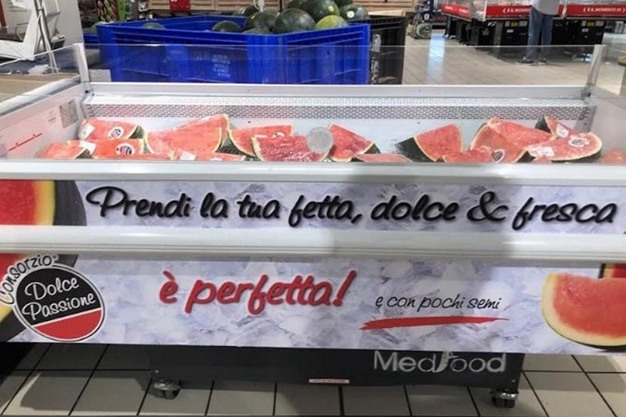 Prendi la tua fetta, dolce & fresca
è perfetta!
e con pochi semi
Consorzio
Dolce
Passione
Medfood